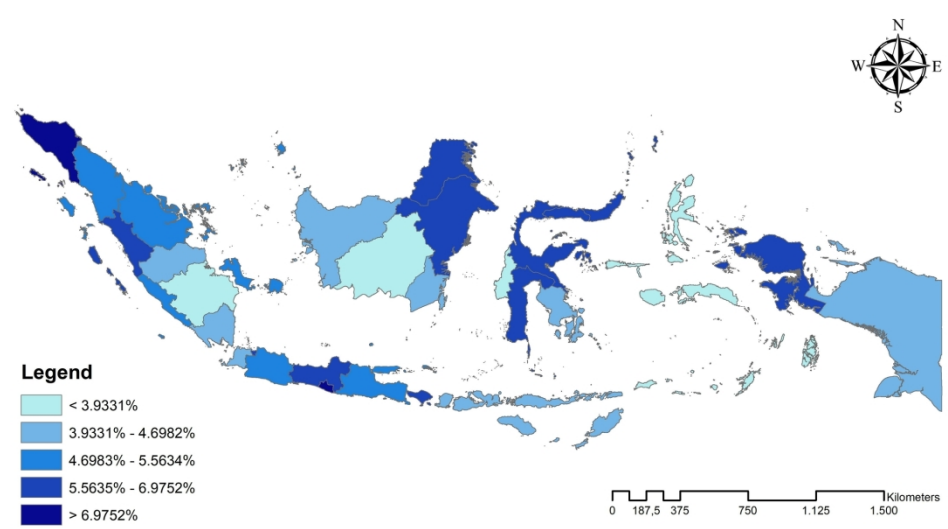 N
W E
S
Legend
< 3.9331%
3.9331% - 4.6982%
4.6983% - 5.5634%
5.5635% - 6.9752%
> 6.9752%
Kilometers
0 187,5 375 750 1.125 1.500